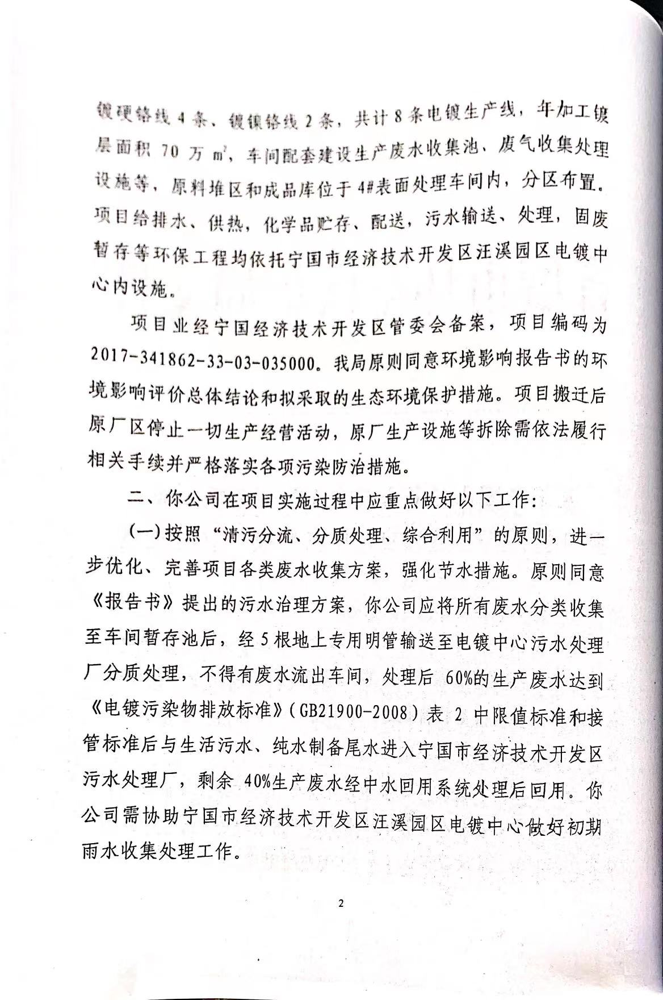 镀硬铬线4条、镀镍铬线2条，共计8条电镀生产线，年加工镀
层面积 70 万 m²，车间配套建设生产废水收集池、废气收集处理
设施等，原料堆区和成品库位于 4#表面处理车间内，分区布置。
项目给排水、供热，化学品贮存、配送，污水输送、处理，固废
暂存等环保工程均依托宁国市经济技术开发区汪溪园区电镀中
心内设施。
项目业经宁国经济技术开发区管委会备案，项目编码为
2017-341862-33-03-035000。我局原则同意环境影响报告书的环
境影响评价总体结论和拟采取的生态环境保护措施。项目搬迁后
原厂区停止一切生产经营活动，原厂生产设施等拆除需依法履行
相关手续并严格落实各项污染防治措施。
二、你公司在项目实施过程中应重点做好以下工作：
(一)按照“清污分流、分质处理、综合利用”的原则，进一
步优化、完善项目各类废水收集方案，强化节水措施。原则同意
《报告书》提出的污水治理方案，你公司应将所有废水分类收集
至车间暂存池后，经5根地上专用明管输送至电镀中心污水处理
厂分质处理，不得有废水流出车间，处理后 60%的生产废水达到
《电镀污染物排放标准》（GB21900-2008）表 2 中限值标准和接
管标准后与生活污水、纯水制备尾水进入宁国市经济技术开发区
污水处理厂，剩余 40%生产废水经中水回用系统处理后回用。你
公司需协助宁国市经济技术开发区汪溪园区电镀中心做好初期
雨水收集处理工作。
2